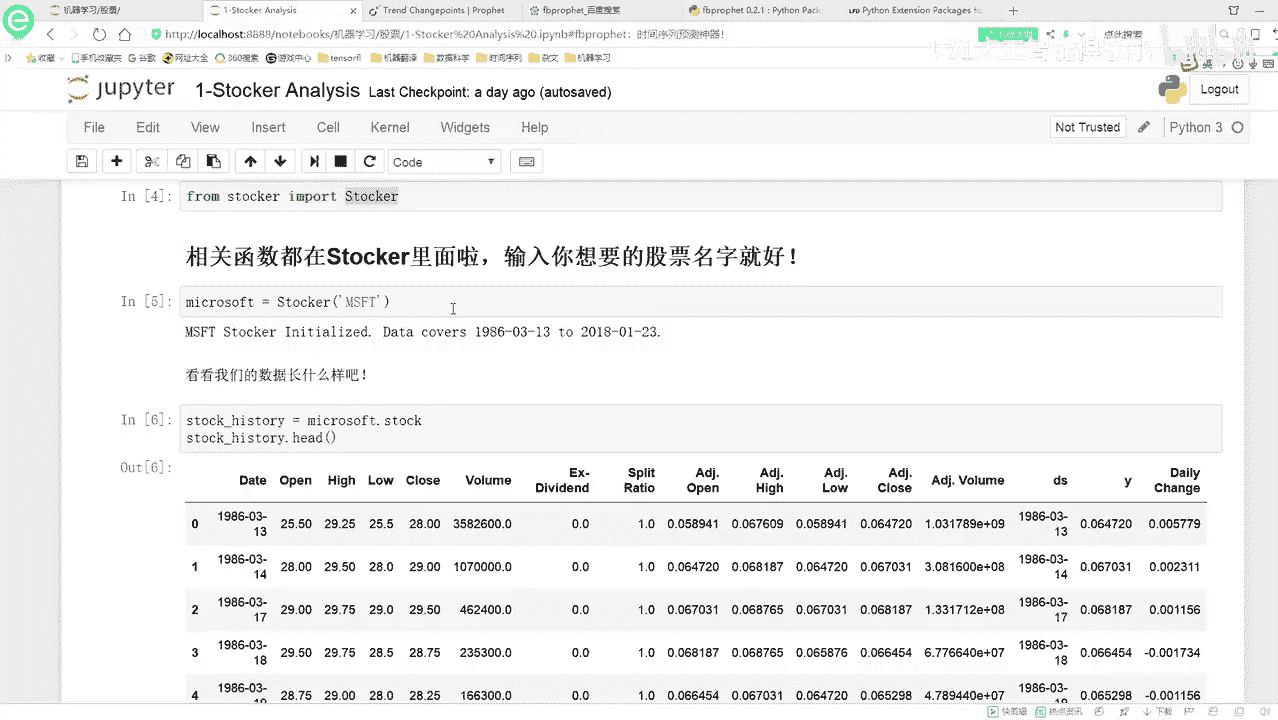 机器学习/股票/
1-Stocker Analysis
Trend Changepoints | Prophet
fbprophet_百度搜索
fbprophet 0.2.1 : Python Pack
Python Extension Packages fo
http://localhost:8888/notebooks/机器学习/股票/1-Stocker%20Analysis%20.ipynb#fbprophet：时间序列预测神器！
点此搜索
收藏 手机收藏夹 谷歌 网址大全 360搜索 游戏中心 tensorfl 机器翻译 数据科学 时间序列 杂文 机器学习
jupyter 1-Stocker Analysis Last Checkpoint: a day ago (autosaved)
Logout
File Edit View Insert Cell Kernel Widgets Help
Not Trusted Python 3
Code
In [4]: from stocker import Stocker
相关函数都在Stocker里面啦，输入你想要的股票名字就好！
In [5]: microsoft = Stocker('MSFT')
MSFT Stocker Initialized. Data covers 1986-03-13 to 2018-01-23.
看看我们的数据长什么样吧！
In [6]: stock_history = microsoft.stock
stock_history.head()
Out[6]:
Date Open High Low Close Volume Ex-Dividend Split Ratio Adj. Open Adj. High Adj. Low Adj. Close Adj. Volume ds y Daily Change
0 1986-03-13 25.50 29.25 25.5 28.00 3582600.0 0.0 1.0 0.058941 0.067609 0.058941 0.064720 1.031789e+09 1986-03-13 0.064720 0.005779
1 1986-03-14 28.00 29.50 28.0 29.00 1070000.0 0.0 1.0 0.064720 0.068187 0.064720 0.067031 3.081600e+08 1986-03-14 0.067031 0.002311
2 1986-03-17 29.00 29.75 29.0 29.50 462400.0 0.0 1.0 0.067031 0.068765 0.067031 0.068187 1.331712e+08 1986-03-17 0.068187 0.001156
3 1986-03-18 29.50 29.75 28.5 28.75 235300.0 0.0 1.0 0.068187 0.068765 0.065876 0.066454 6.776640e+07 1986-03-18 0.066454 -0.001734
4 1986-03-19 28.75 29.00 28.0 28.25 166300.0 0.0 1.0 0.066454 0.067031 0.064720 0.065298 4.789440e+07 1986-03-19 0.065298 -0.001156
快剪辑 热点资讯 下载